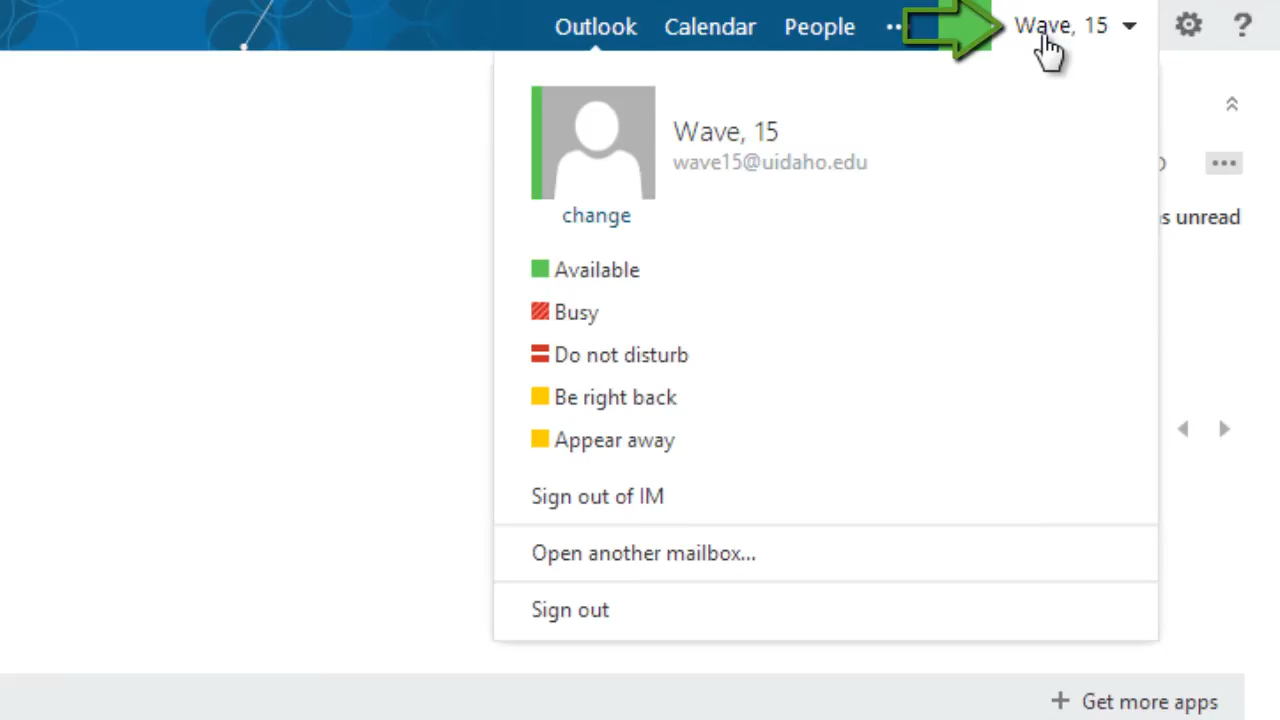 Outlook Calendar People ··· Wave, 15 ?
Wave, 15
wave15@uidaho.edu
change
s unread
Available
Busy
Do not disturb
Be right back
Appear away
Sign out of IM
Open another mailbox...
Sign out
+ Get more apps